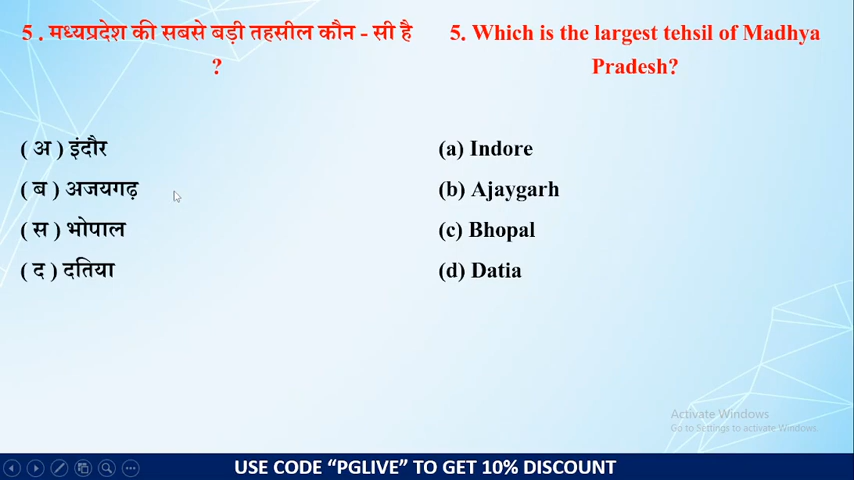 5 . मध्यप्रदेश की सबसे बड़ी तहसील कौन - सी है
?
( अ ) इंदौर
( ब ) अजयगढ़
( स ) भोपाल
( द ) दतिया
5. Which is the largest tehsil of Madhya
Pradesh?
(a) Indore
(b) Ajaygarh
(c) Bhopal
(d) Datia
Activate Windows
Go to Settings to activate Windows.
USE CODE “PGLIVE” TO GET 10% DISCOUNT